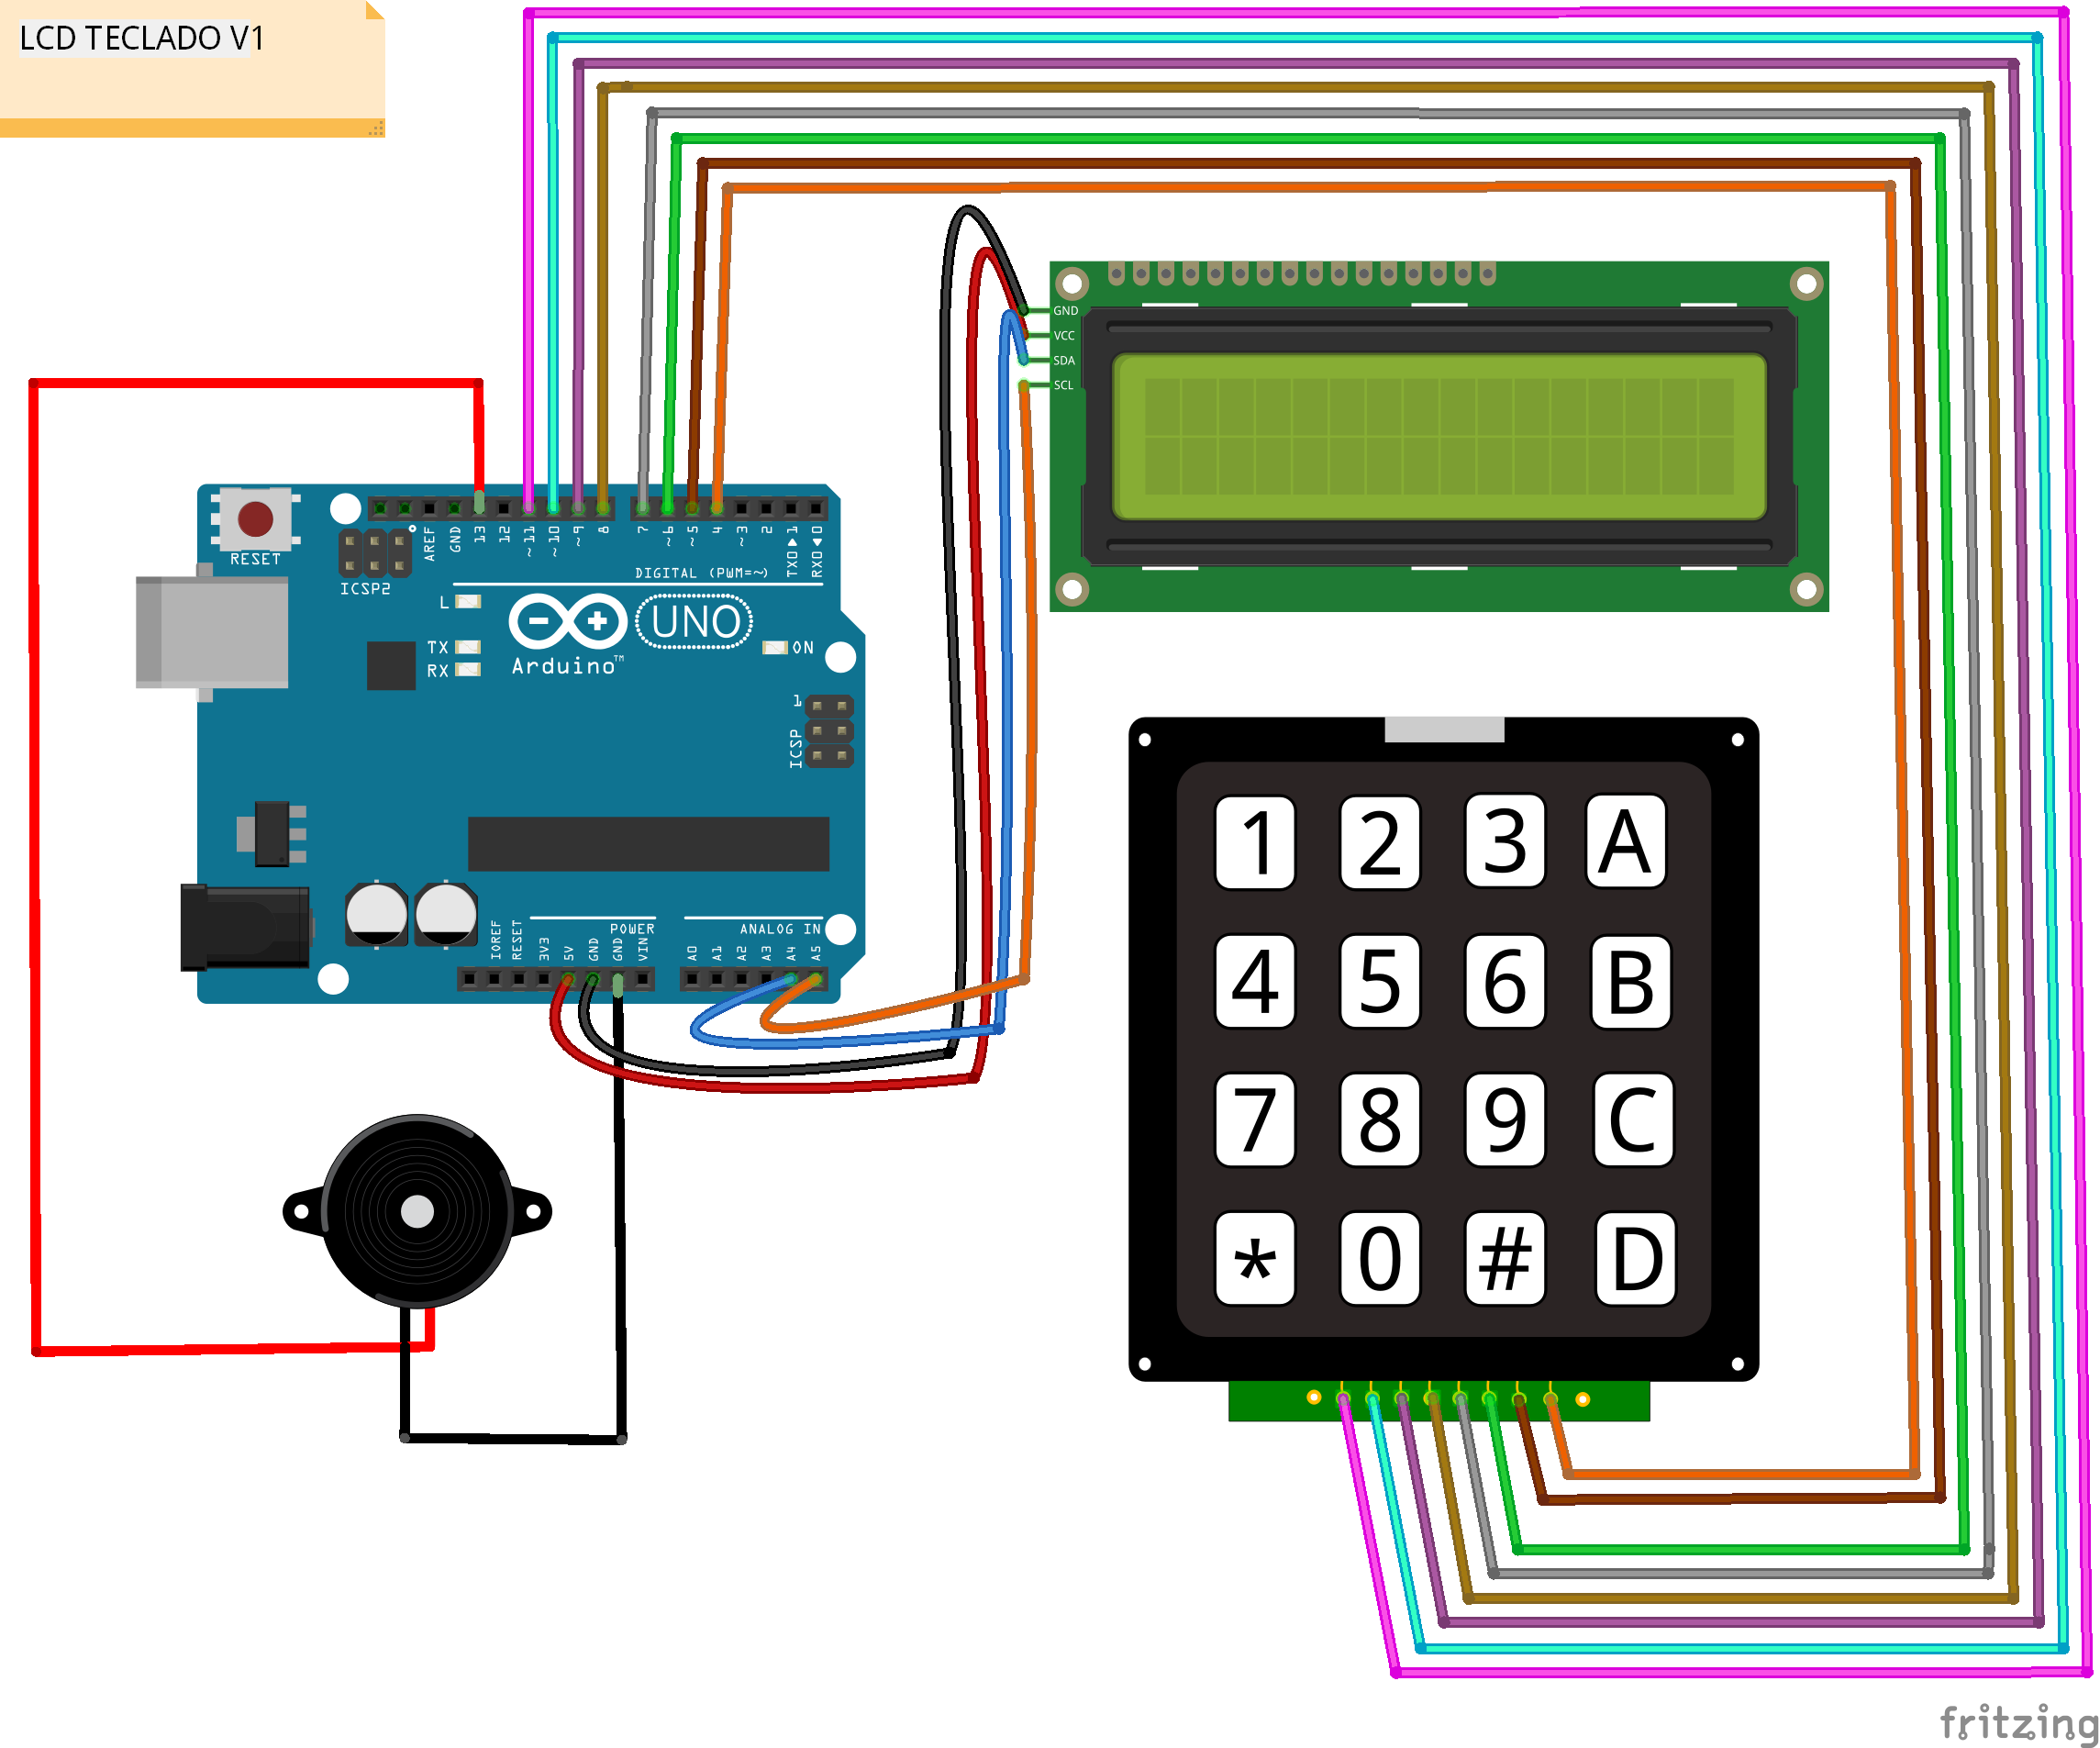 LCD TECLADO V1
GND
VCC
SDA
SCL
RESET
ICSP2
AREF
GND
13
12
~11
~10
~9
8
7
~6
~5
4
~3
2
TX0▶1
RX0◀0
DIGITAL (PWM=~)
L
TX
RX
Arduino™
UNO
ON
1
ICSP
IOREF
RESET
3V3
5V
GND
GND
VIN
POWER
ANALOG IN
A0
A1
A2
A3
A4
A5
1 2 3 A
4 5 6 B
7 8 9 C
* 0 # D
fritzing